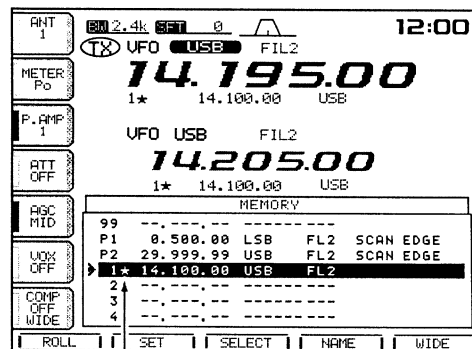 ANT
1
METER
Po
P.AMP
1
ATT
OFF
AGC
MID
VOX
OFF
COMP
OFF
WIDE
BW 2.4k SFT 0
12:00
TX VFO USB FIL2
14.195.00
1★ 14.100.00 USB
VFO USB FIL2
14.205.00
1★ 14.100.00 USB
MEMORY
99 --.---.-- ----------
P1 0.500.00 LSB FL2 SCAN EDGE
P2 29.999.99 USB FL2 SCAN EDGE
1★ 14.100.00 USB FL2
2 --.---.-- ----------
3 --.---.-- ----------
4 --.---.-- ----------
ROLL SET SELECT NAME WIDE